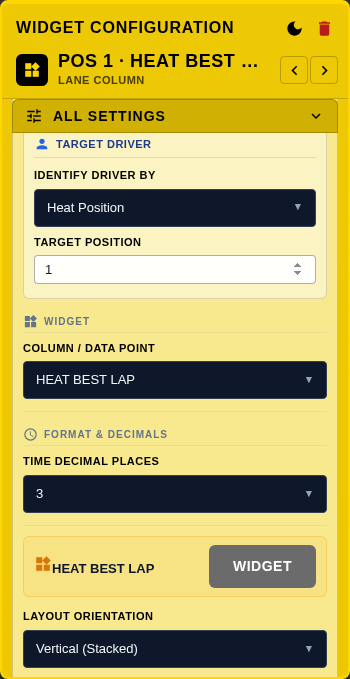 WIDGET CONFIGURATION
POS 1 · HEAT BEST ...
LANE COLUMN
ALL SETTINGS
TARGET DRIVER
IDENTIFY DRIVER BY
Heat Position
TARGET POSITION
1
WIDGET
COLUMN / DATA POINT
HEAT BEST LAP
FORMAT & DECIMALS
TIME DECIMAL PLACES
3
HEAT BEST LAP
WIDGET
LAYOUT ORIENTATION
Vertical (Stacked)